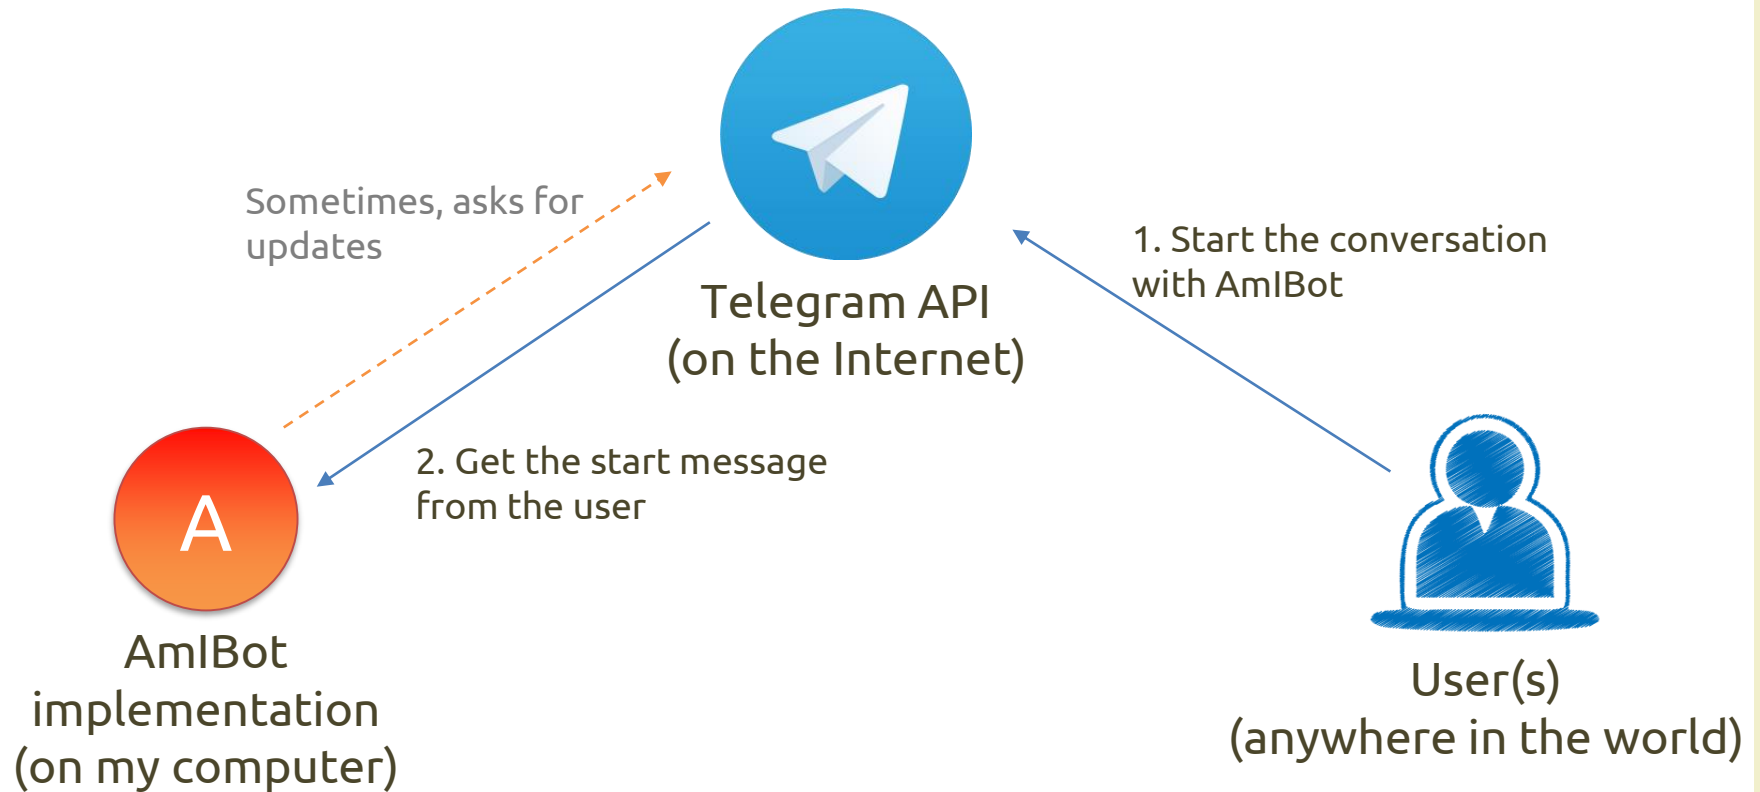 Sometimes, asks for
updates
1. Start the conversation
with AmIBot
Telegram API
(on the Internet)
2. Get the start message
from the user
A
AmIBot
implementation
(on my computer)
User(s)
(anywhere in the world)